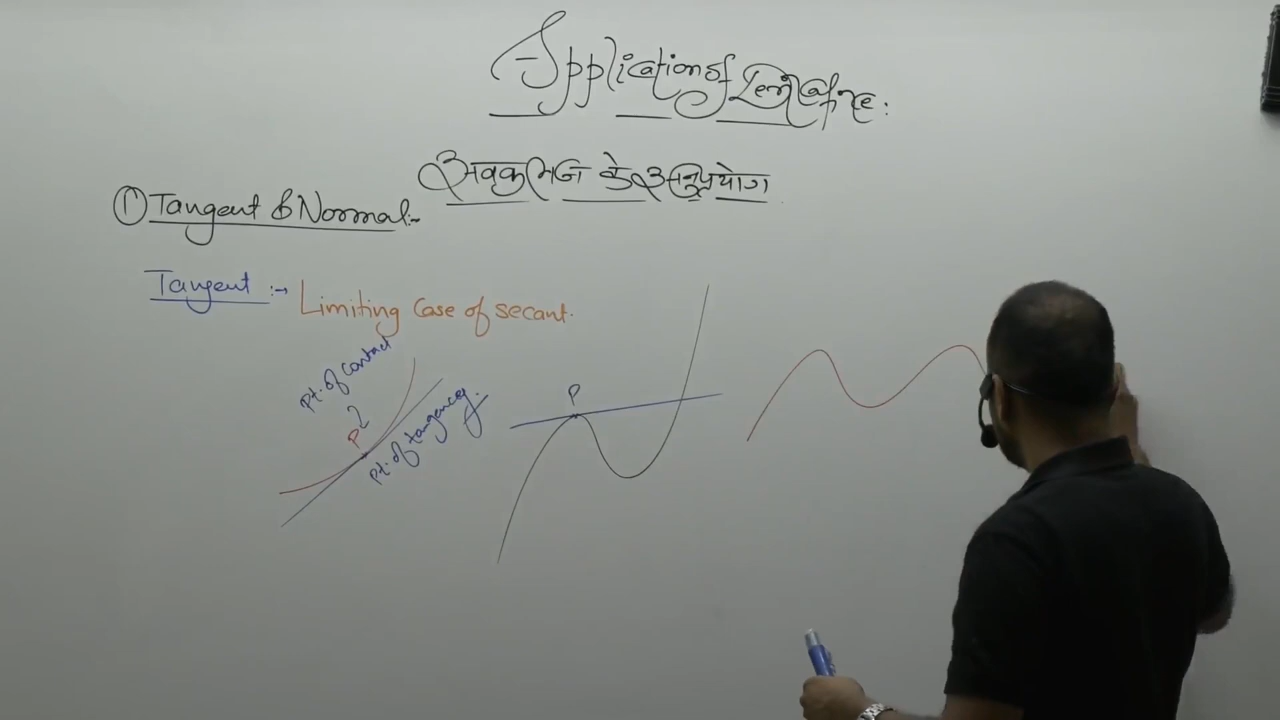 Application of Derivative:
अवकलन के अनुप्रयोग
① Tangent & Normal:-
Tangent :→ Limiting Case of secant.
Pt. of contact
P
Pt. of tangency.
P